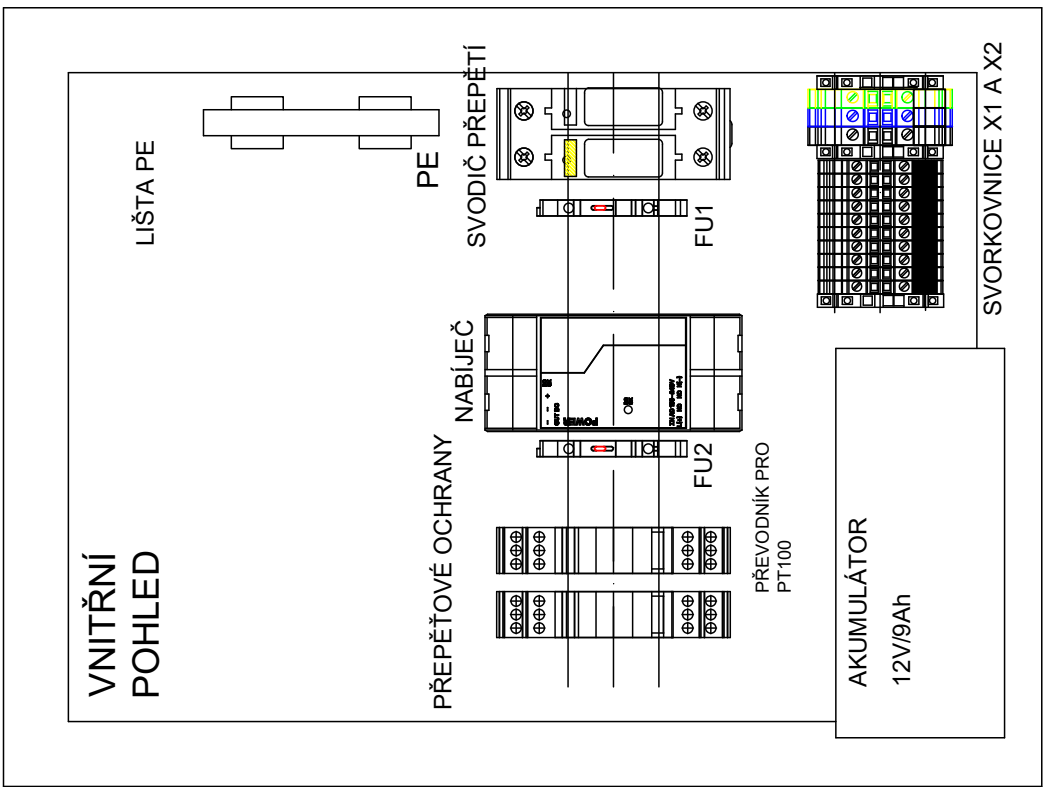 VNITŘNÍ
POHLED
LIŠTA PE
PE
PŘEPĚŤOVÉ OCHRANY
NABÍJEČ
SVODIČ PŘEPĚTÍ
FU2
FU1
PŘEVODNÍK PRO
PT100
POWER
AKUMULÁTOR
12V/9Ah
SVORKOVNICE X1 A X2